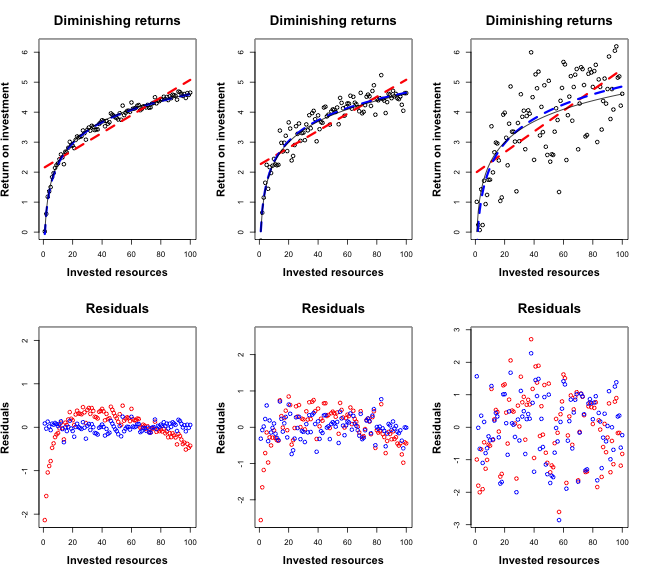 Diminishing returns
Return on investment
0 1 2 3 4 5 6
0 20 40 60 80 100
Invested resources
Diminishing returns
Return on investment
0 1 2 3 4 5 6
0 20 40 60 80 100
Invested resources
Diminishing returns
Return on investment
0 1 2 3 4 5 6
0 20 40 60 80 100
Invested resources
Residuals
Residuals
-2 -1 0 1 2
0 20 40 60 80 100
Invested resources
Residuals
Residuals
-2 -1 0 1 2
0 20 40 60 80 100
Invested resources
Residuals
Residuals
-3 -2 -1 0 1 2 3
0 20 40 60 80 100
Invested resources